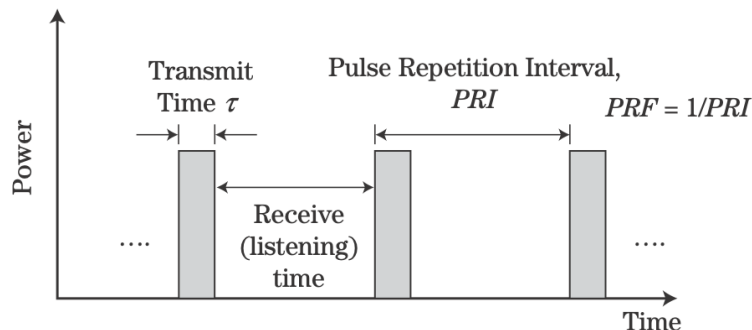 Transmit
Time τ
Pulse Repetition Interval,
PRI
PRF = 1/PRI
Power
Receive
(listening)
time
....
....
Time